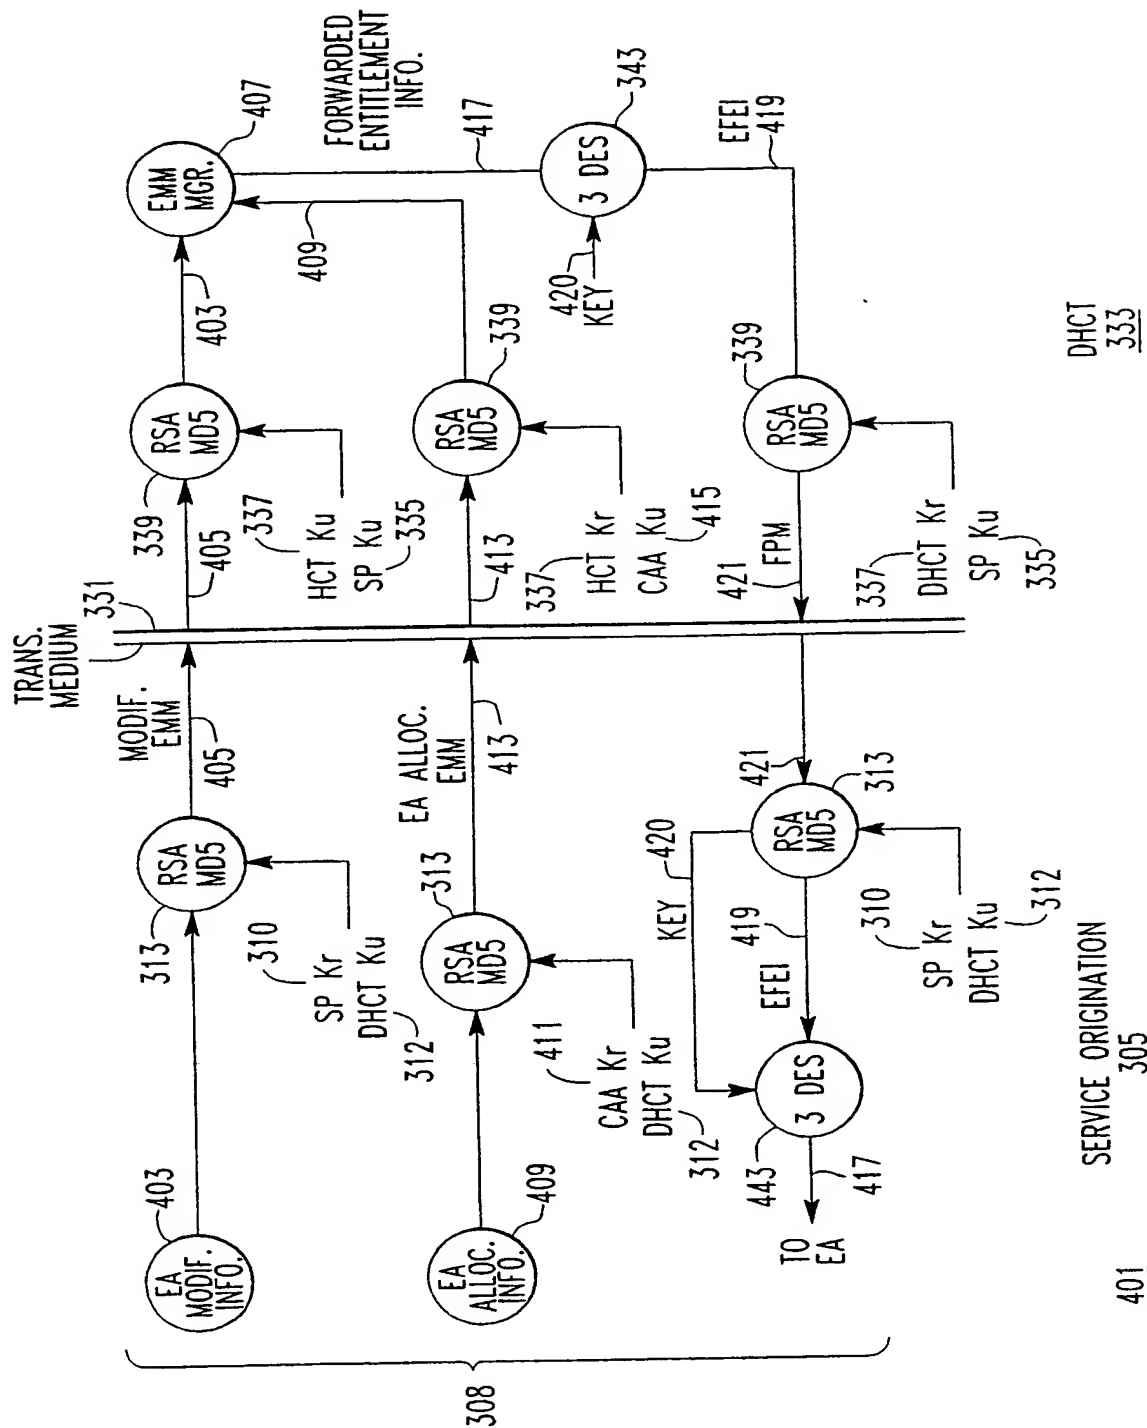 308
EA
MODIF.
INFO.
403
313
RSA
MD5
310
SP Kr
DHCT Ku
312
MODIF.
EMM
405
TRANS.
MEDIUM
331
405
339
RSA
MD5
337
HCT Ku
SP Ku
335
403
EMM
MGR.
407
409
EA
ALLOC.
INFO.
409
RSA
MD5
313
411
CAA Kr
DHCT Ku
312
EA ALLOC.
EMM
413
413
RSA
MD5
339
337
HCT Kr
CAA Ku
415
FORWARDED
ENTITLEMENT
INFO.
417
3 DES
343
420
KEY
EFEI
419
TO
EA
417
3 DES
443
KEY
420
EFEI
419
RSA
MD5
313
310
SP Kr
DHCT Ku
312
421
421
FPM
RSA
MD5
339
337
DHCT Kr
SP Ku
335
401
SERVICE ORIGINATION
305
DHCT
333